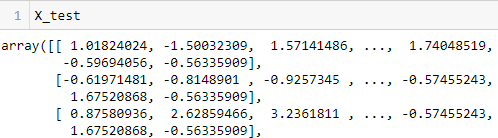 1 X_test
array([[ 1.01824024, -1.50032309, 1.57141486, ..., 1.74048519,
-0.59694056, -0.56335909],
[-0.61971481, -0.8148901 , -0.9257345 , ..., -0.57455243,
1.67520868, -0.56335909],
[ 0.87580936, 2.62859466, 3.2361811 , ..., -0.57455243,
1.67520868, -0.56335909],